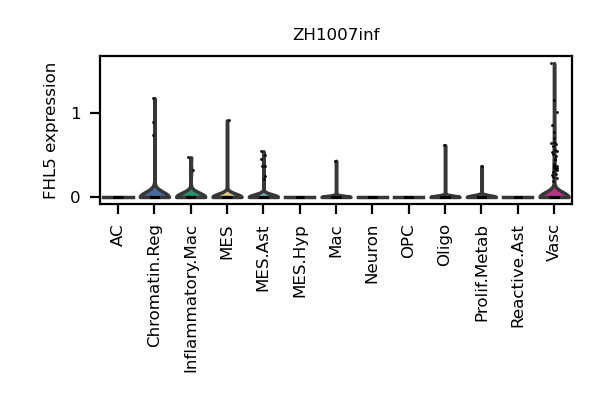 ZH1007inf
FHL5 expression
1
0
AC
Chromatin.Reg
Inflammatory.Mac
MES
MES.Ast
MES.Hyp
Mac
Neuron
OPC
Oligo
Prolif.Metab
Reactive.Ast
Vasc